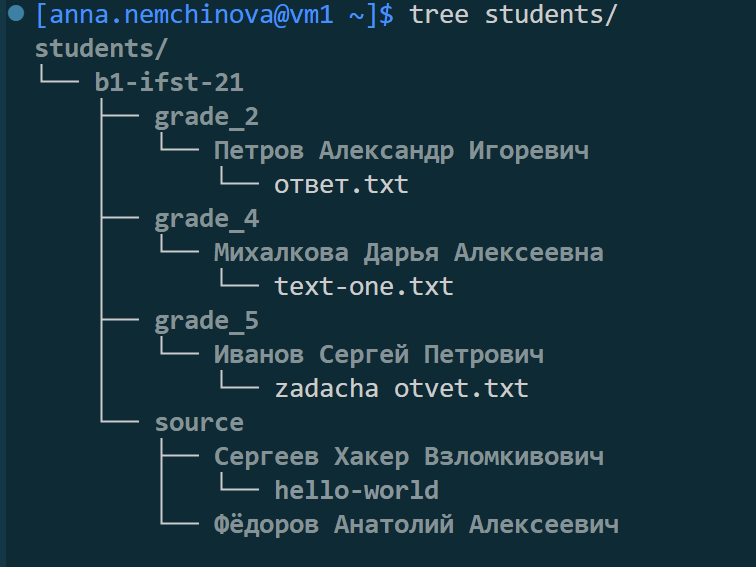 [anna.nemchinova@vm1 ~]$ tree students/
students/
└── b1-ifst-21
    ├── grade_2
    │   └── Петров Александр Игоревич
    │       └── ответ.txt
    ├── grade_4
    │   └── Михалкова Дарья Алексеевна
    │       └── text-one.txt
    ├── grade_5
    │   └── Иванов Сергей Петрович
    │       └── zadacha otvet.txt
    └── source
        ├── Сергеев Хакер Взломкивович
        │   └── hello-world
        └── Фёдоров Анатолий Алексеевич